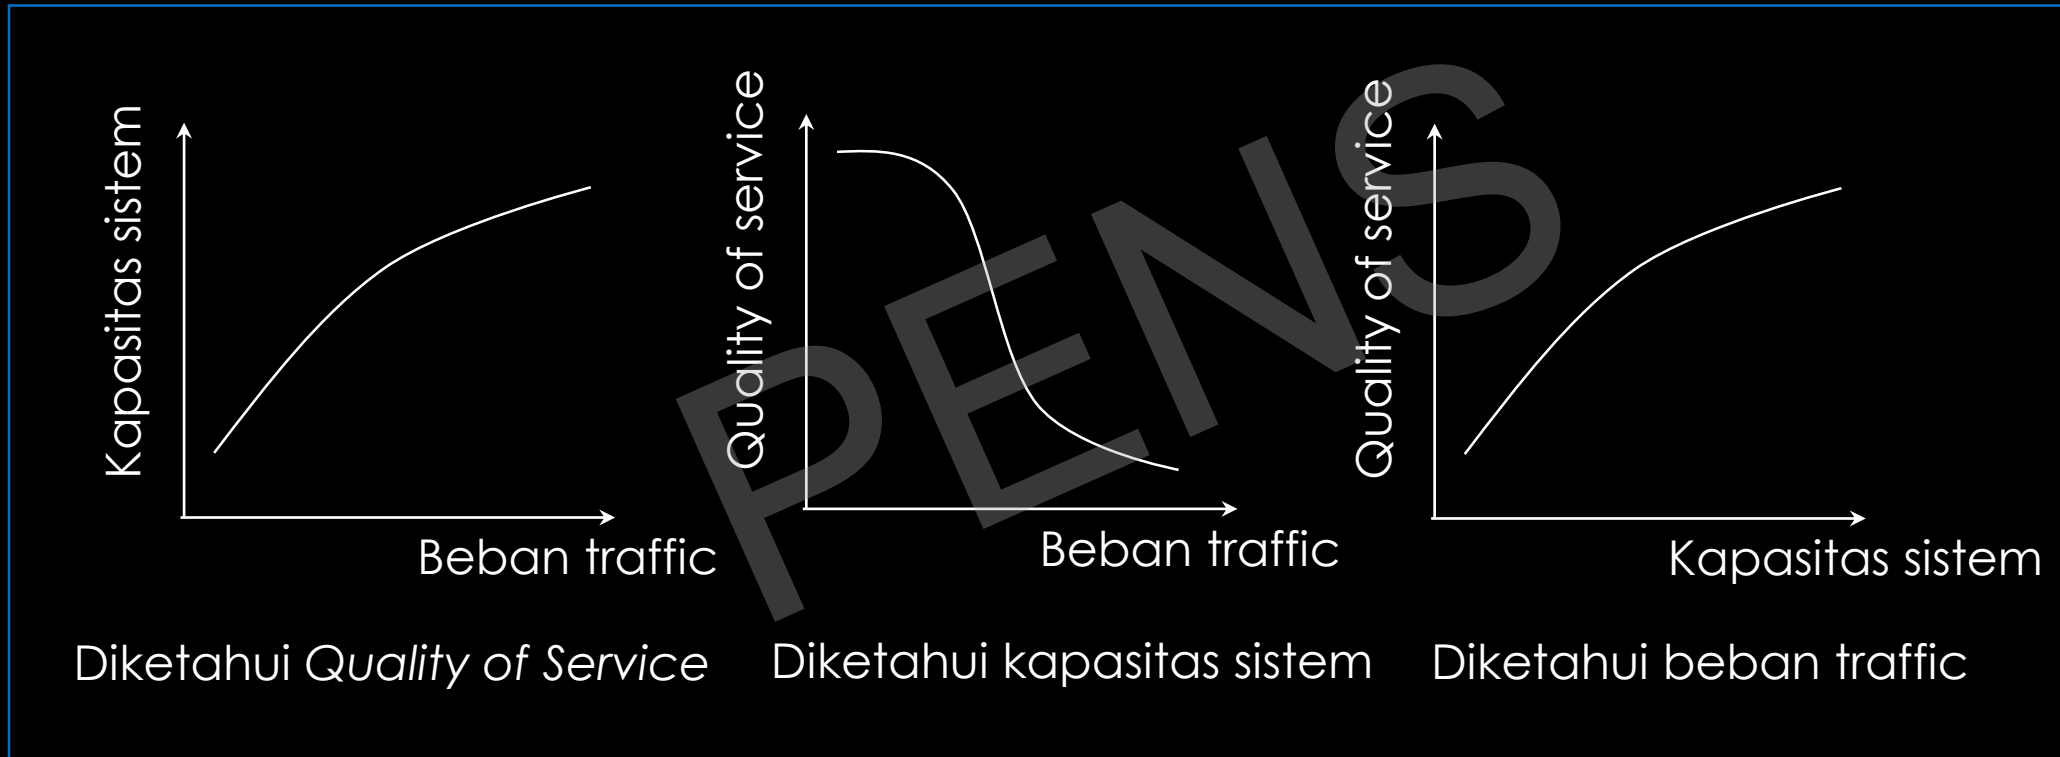 Kapasitas sistem
Beban traffic
Diketahui Quality of Service
Quality of service
Beban traffic
Diketahui kapasitas sistem
Quality of service
Kapasitas sistem
Diketahui beban traffic
PENS